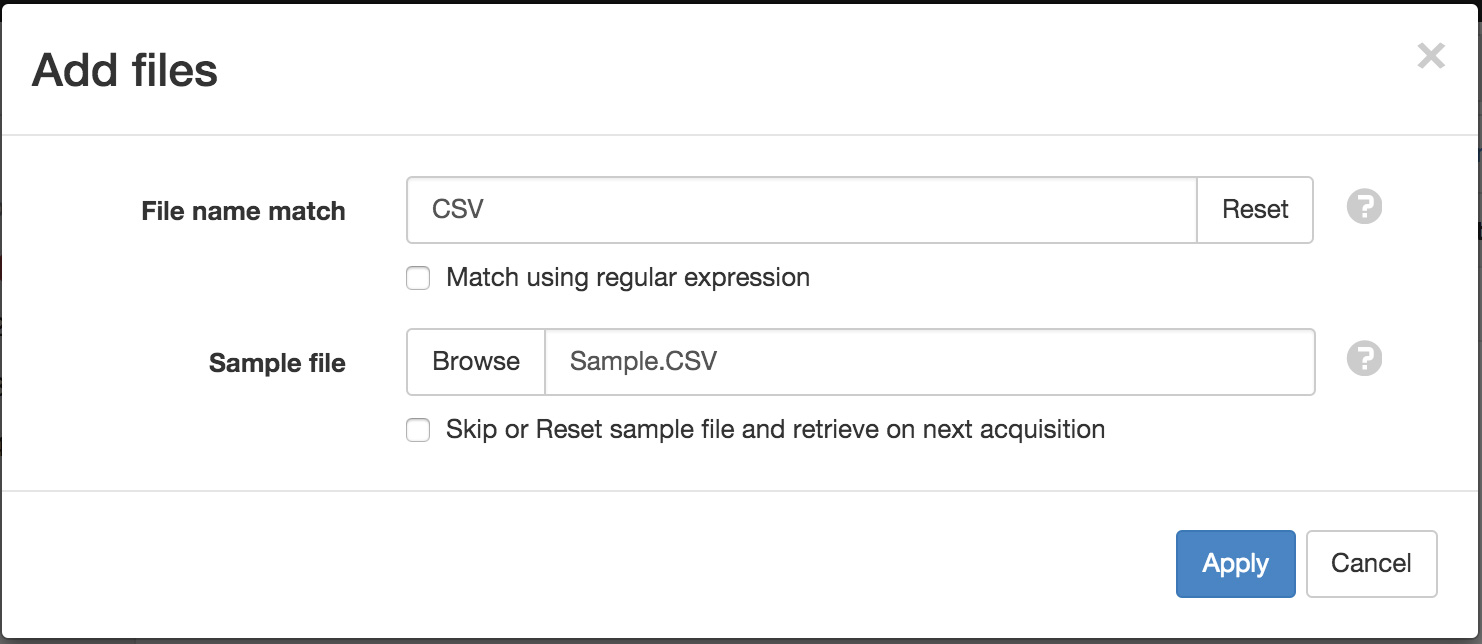 Add files
×
File name match CSV Reset ?
Match using regular expression
Sample file Browse Sample.CSV ?
Skip or Reset sample file and retrieve on next acquisition
Apply Cancel